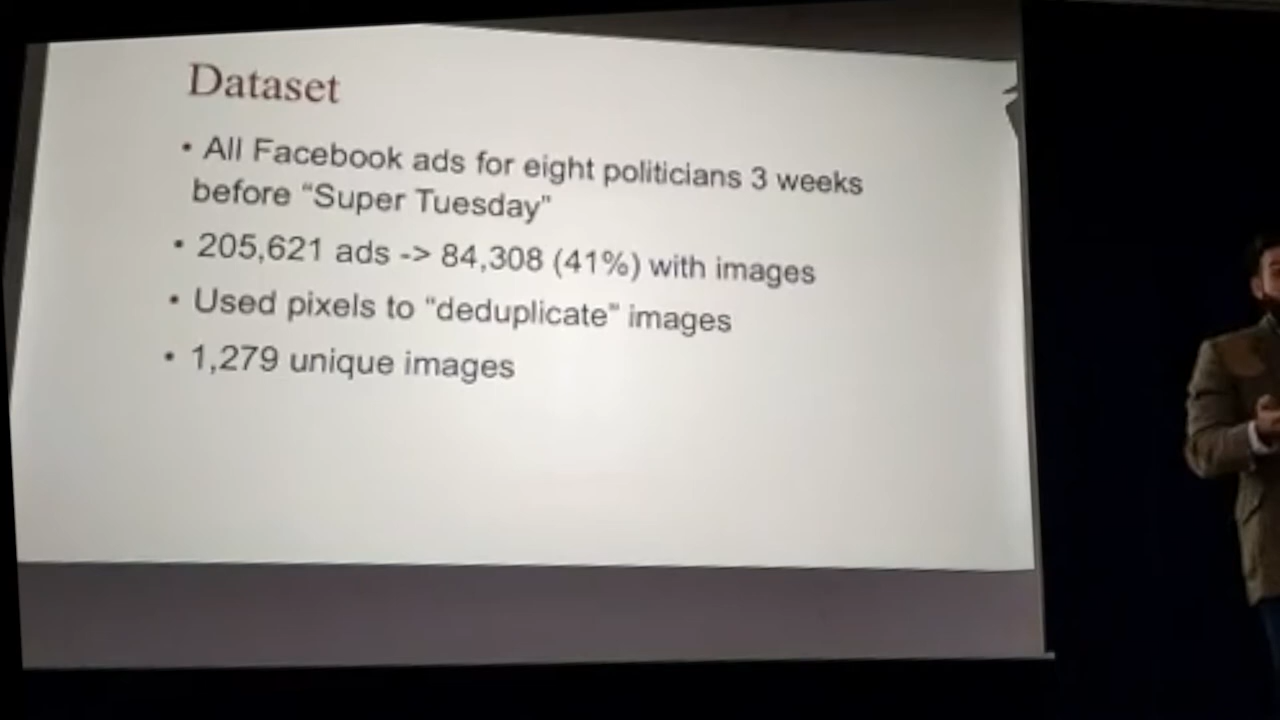 Dataset
• All Facebook ads for eight politicians 3 weeks
before “Super Tuesday”
• 205,621 ads -> 84,308 (41%) with images
• Used pixels to “deduplicate” images
• 1,279 unique images